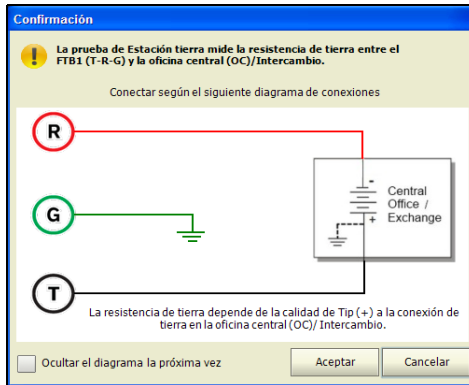 Confirmación
La prueba de Estación tierra mide la resistencia de tierra entre el
FTB1 (T-R-G) y la oficina central (OC)/Intercambio.
Conectar según el siguiente diagrama de conexiones
R
-
Central
Office /
Exchange
+
G
T
La resistencia de tierra depende de la calidad de Tip (+) a la conexión de
tierra en la oficina central (OC)/ Intercambio.
Ocultar el diagrama la próxima vez
Aceptar
Cancelar